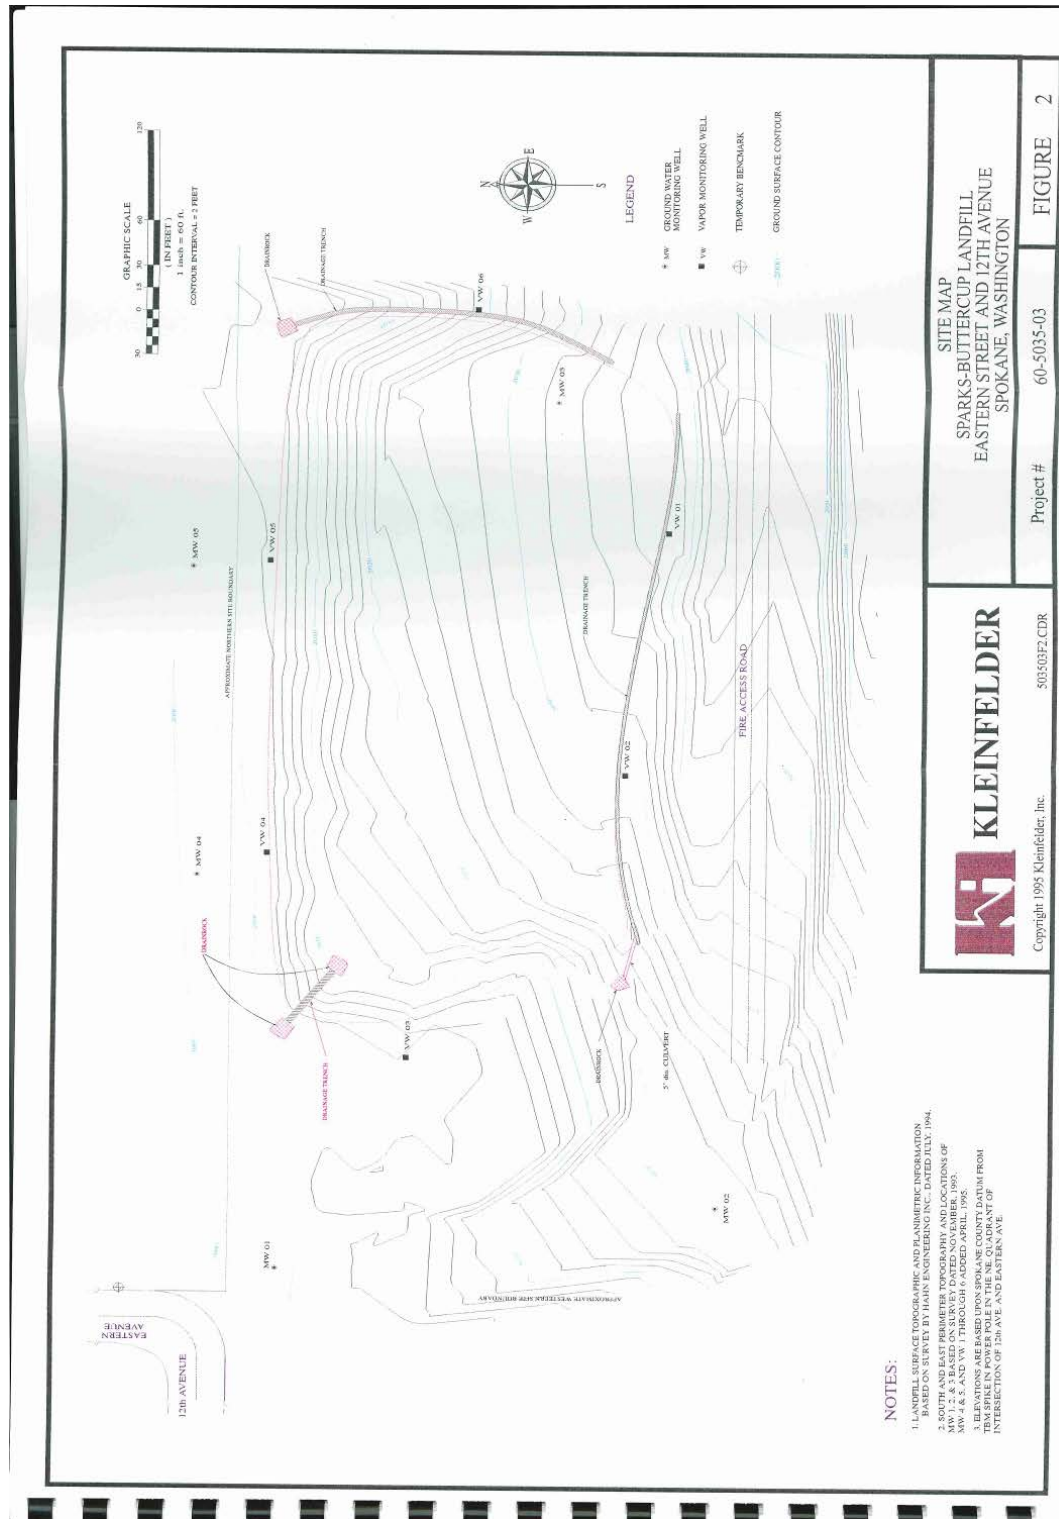 GRAPHIC SCALE
30 0 15 30 60 120
( IN FEET )
1 inch = 60 ft.
CONTOUR INTERVAL = 2 FEET
N
E
S
W
LEGEND
MW GROUND WATER
MONITORING WELL
VW VAPOR MONITORING WELL
TEMPORARY BENCMARK
GROUND SURFACE CONTOUR
EASTERN
AVENUE
12th AVENUE
MW 01
MW 04
MW 05
APPROXIMATE NORTHERN SITE BOUNDARY
DRAINROCK
VW 04
VW 05
DRAINROCK
DRAINAGE TRENCH
DRAINAGE TRENCH
VW 03
VW 06
MW 03
DRAINAGE TRENCH
VW 02
VW 01
DRAINROCK
5" dia. CULVERT
FIRE ACCESS ROAD
MW 02
APPROXIMATE WESTERN SITE BOUNDARY
NOTES:
1. LANDFILL SURFACE TOPOGRAPHIC AND PLANIMETRIC INFORMATION
BASED ON SURVEY BY HAHN ENGINEERING INC., DATED JULY, 1994.
2. SOUTH AND EAST PERIMETER TOPOGRAPHY AND LOCATIONS OF
MW 1, 2, & 3 BASED ON SURVEY DATED NOVEMBER, 1993.
MW 4 & 5, AND VW 1 THROUGH 6 ADDED APRIL, 1995.
3. ELEVATIONS ARE BASED UPON SPOKANE COUNTY DATUM FROM
TBM SPIKE IN POWER POLE IN THE NE. QUADRANT OF
INTERSECTION OF 12th AVE. AND EASTERN AVE.
KLEINFELDER
Copyright 1995 Kleinfelder, Inc.
503503F2.CDR
SITE MAP
SPARKS-BUTTERCUP LANDFILL
EASTERN STREET AND 12TH AVENUE
SPOKANE, WASHINGTON
Project # 60-5035-03
FIGURE 2